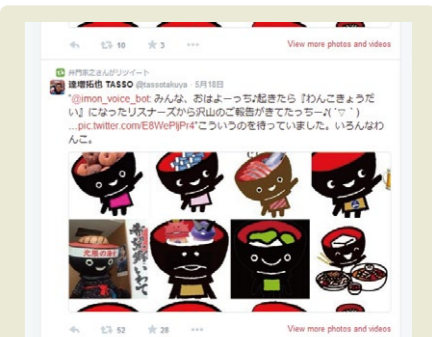 10 3 ••• View more photos and videos
井門宗之さんがリツイート
達増拓也 TASSO @tassotakuya · 5月18日
"@imon_voice_bot: みんな、おはよーっち♪起きたら『わんこきょうだ
い』になったリスナーズから沢山のご報告がきてたっちー♪( ´▽｀)
…pic.twitter.com/E8WePljPr4"こういうのを待っていました。いろんなわ
んこ。
52 28 ••• View more photos and videos